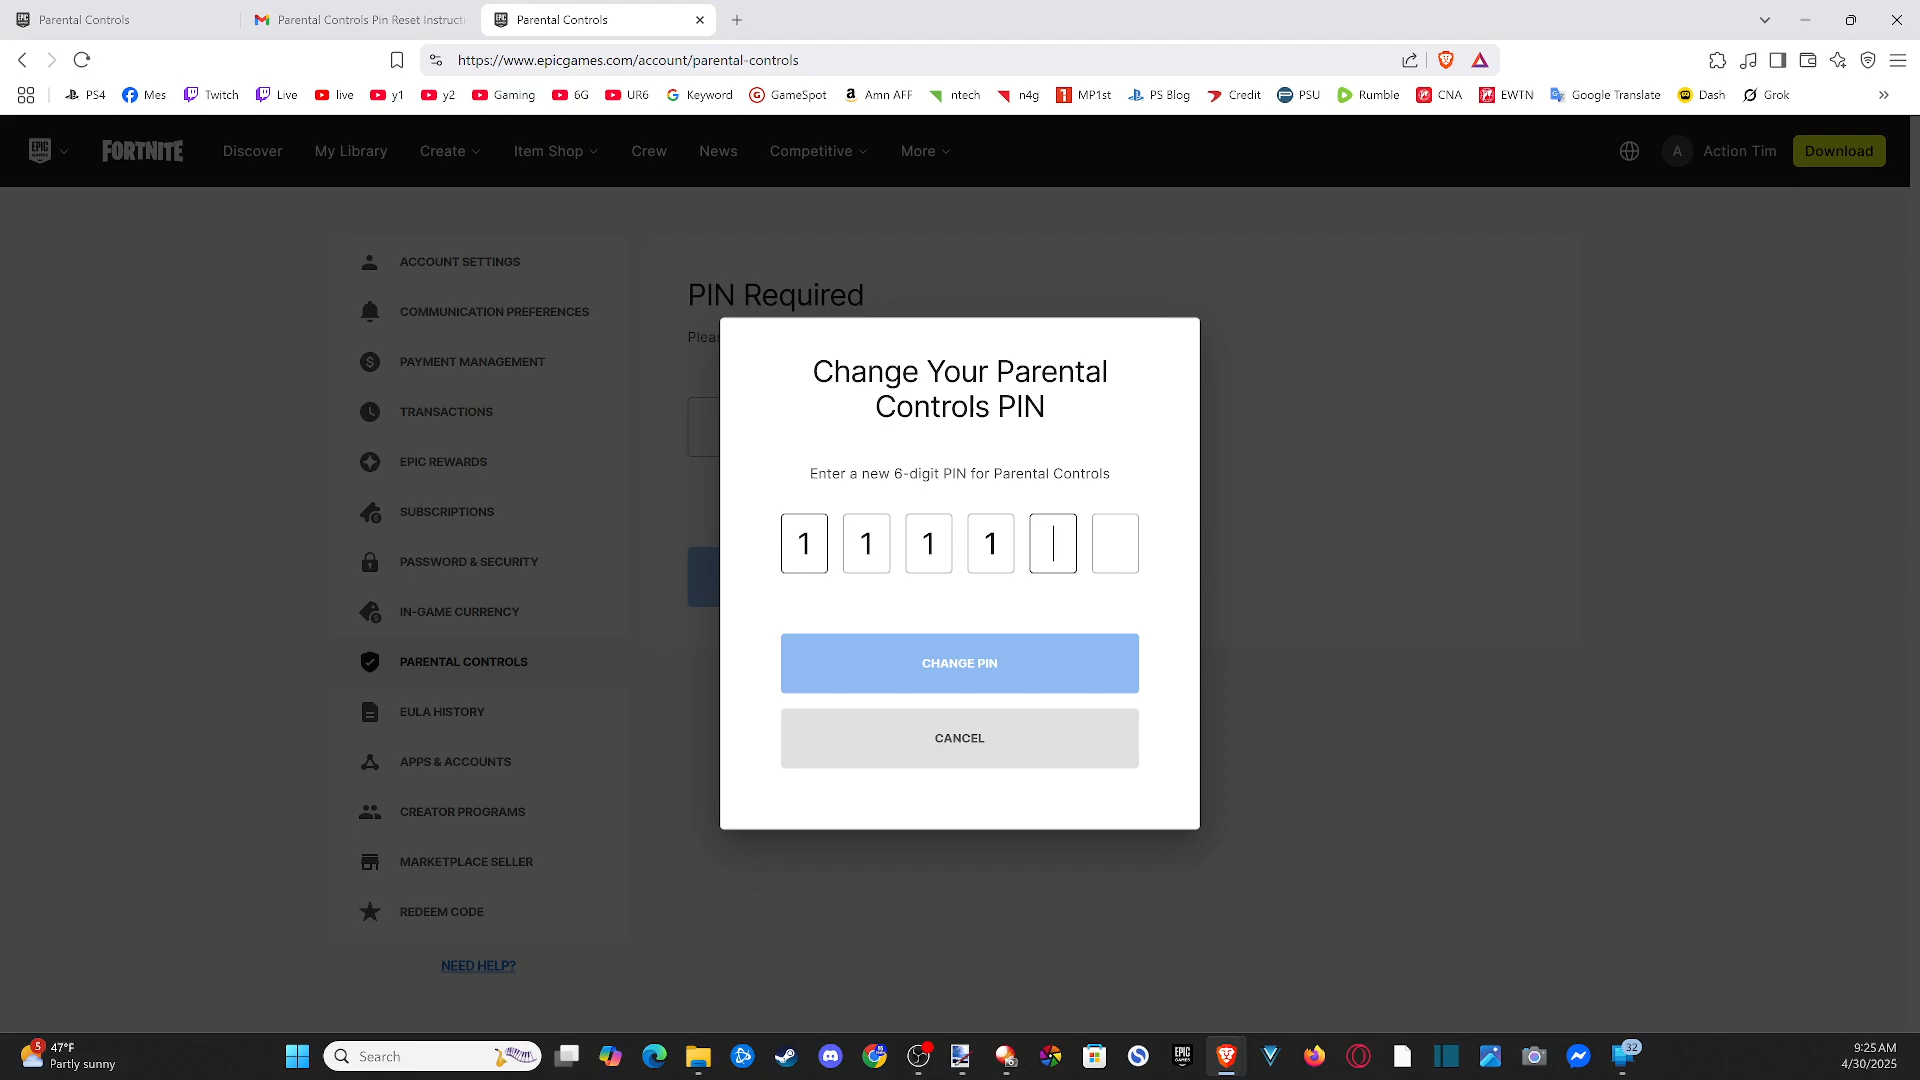 Parental Controls
Parental Controls Pin Reset Instruct
Parental Controls
https://www.epicgames.com/account/parental-controls
PS4
Mes
Twitch
Live
live
y1
y2
Gaming
6G
UR6
Keyword
GameSpot
Amn AFF
ntech
n4g
MP1st
PS Blog
Credit
PSU
Rumble
CNA
EWTN
Google Translate
Dash
Grok
EPIC GAMES
FORTNITE
Discover
My Library
Create
Item Shop
Crew
News
Competitive
More
A
Action Tim
Download
ACCOUNT SETTINGS
COMMUNICATION PREFERENCES
PAYMENT MANAGEMENT
TRANSACTIONS
EPIC REWARDS
SUBSCRIPTIONS
PASSWORD & SECURITY
IN-GAME CURRENCY
PARENTAL CONTROLS
EULA HISTORY
APPS & ACCOUNTS
CREATOR PROGRAMS
MARKETPLACE SELLER
REDEEM CODE
NEED HELP?
PIN Required
Pleas
Change Your Parental
Controls PIN
Enter a new 6-digit PIN for Parental Controls
1 1 1 1
CHANGE PIN
CANCEL
5
47°F
Partly sunny
Search
EPIC GAMES
32
9:25 AM
4/30/2025